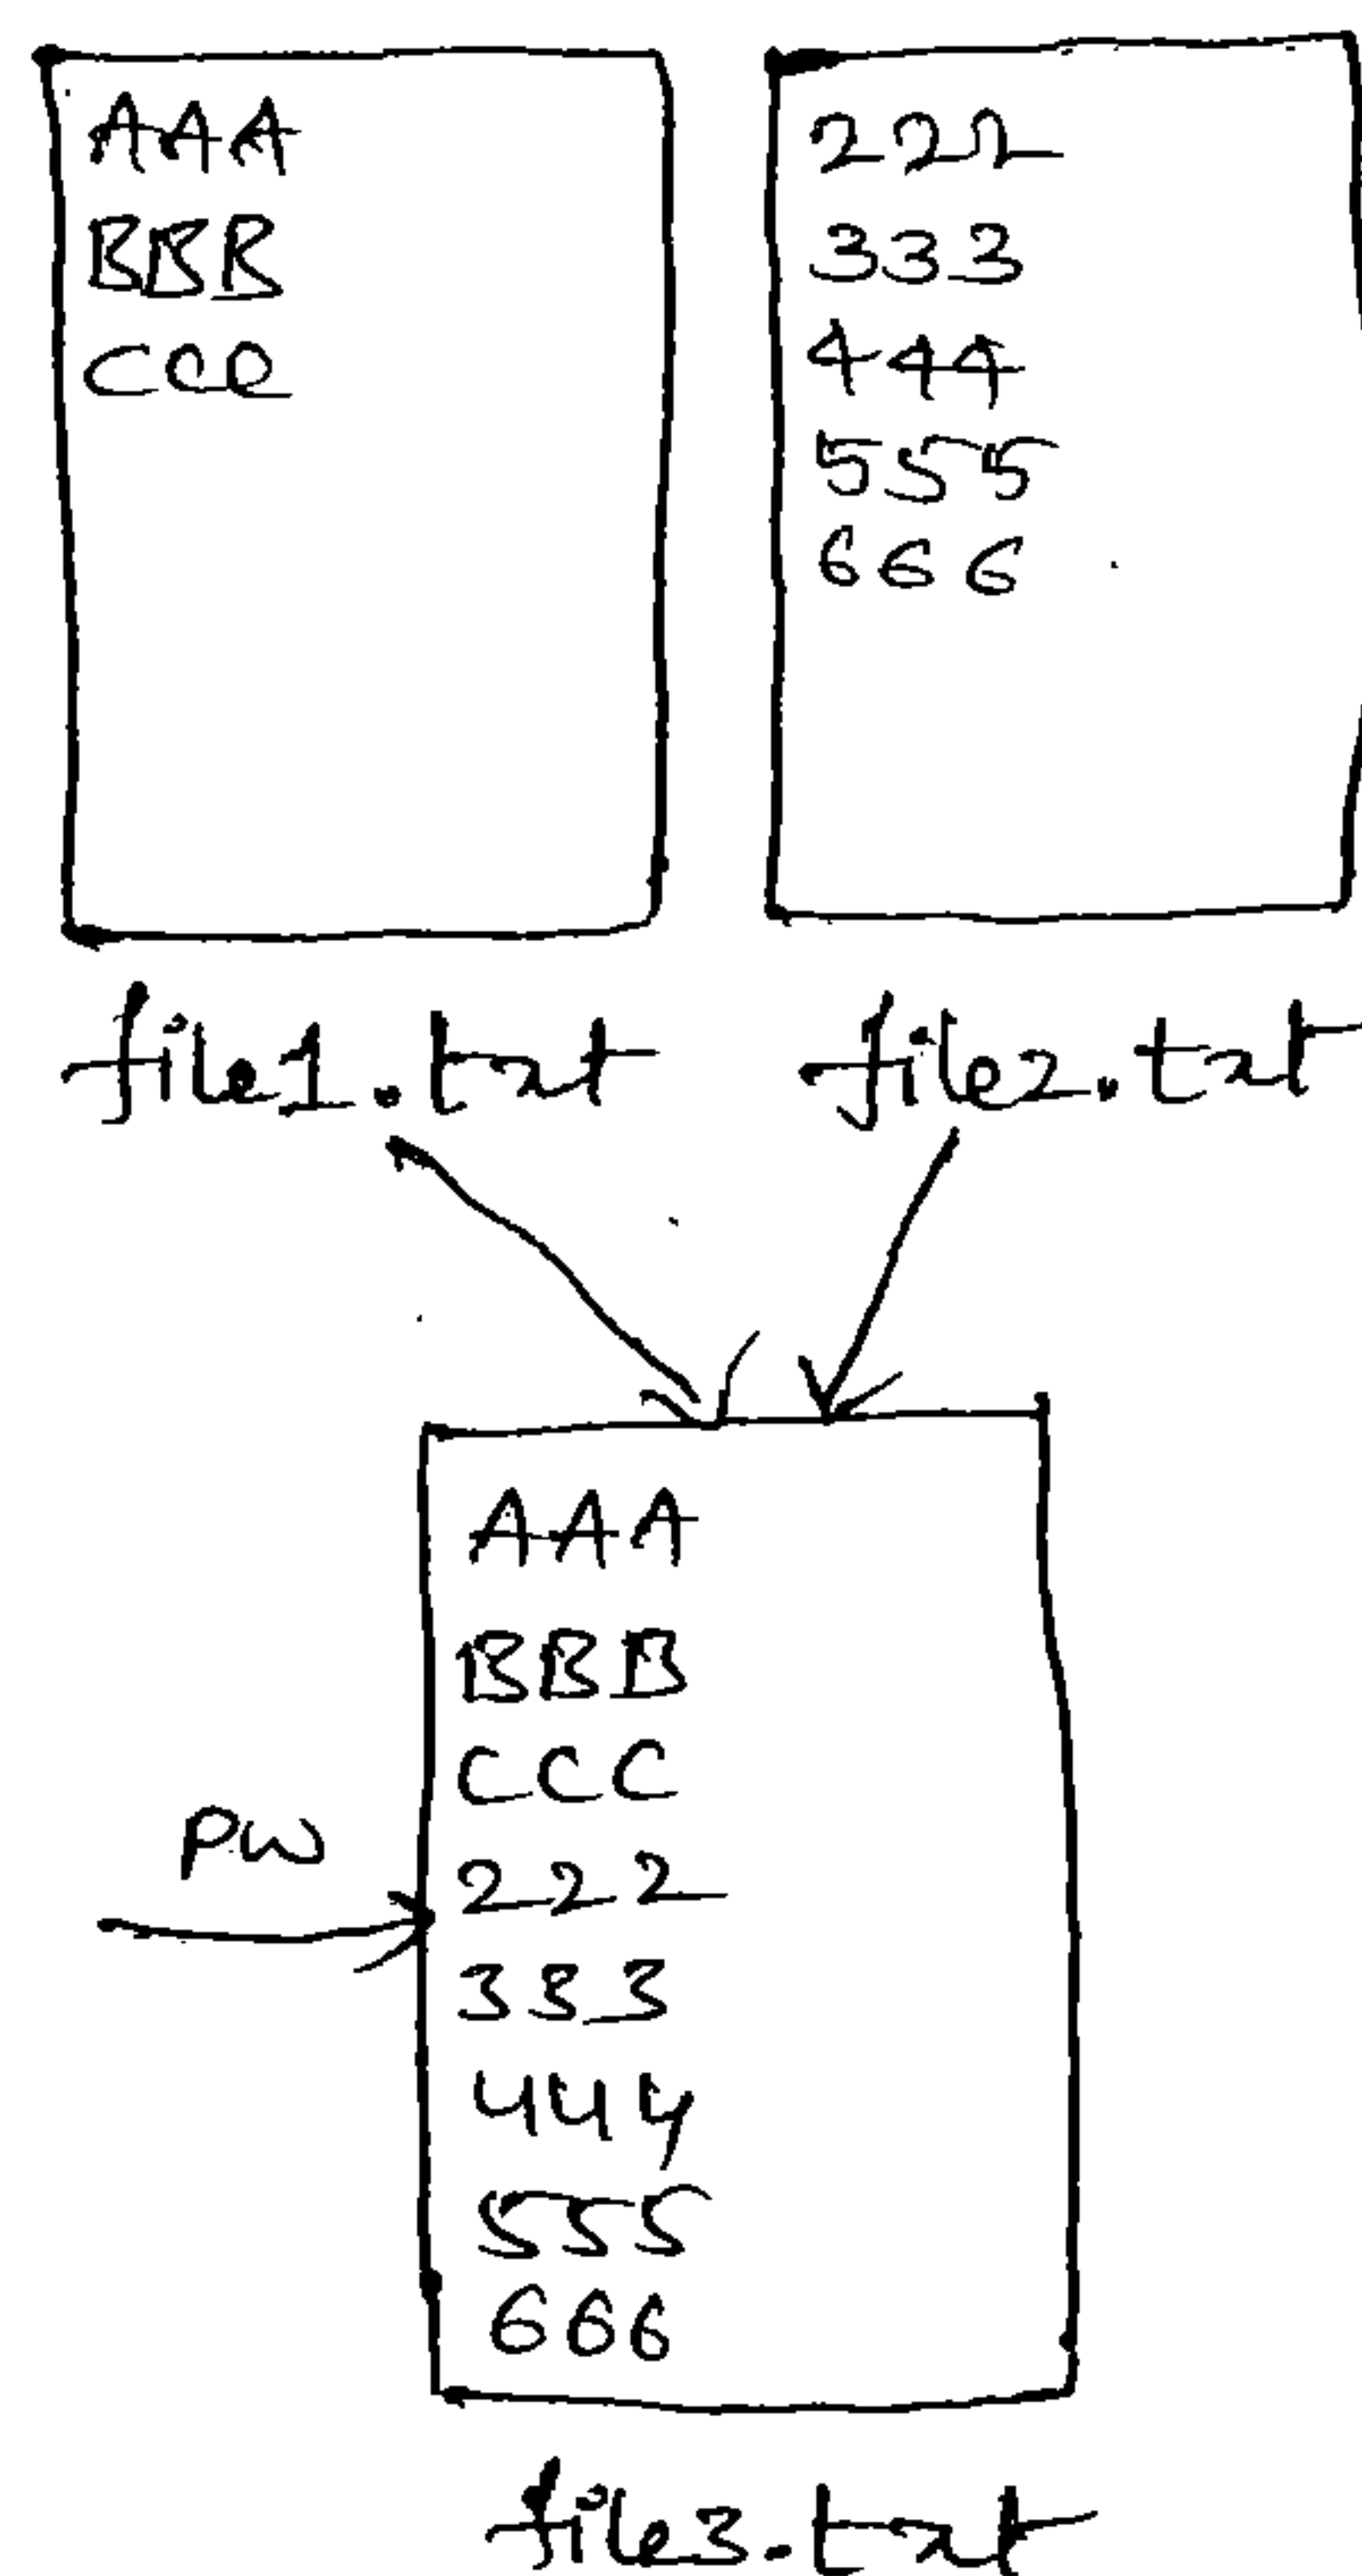 AAA
BBB
CCC
222
333
444
555
666
file1.txt
file2.txt
AAA
BBB
CCC
PW
222
333
444
555
666
file3.txt